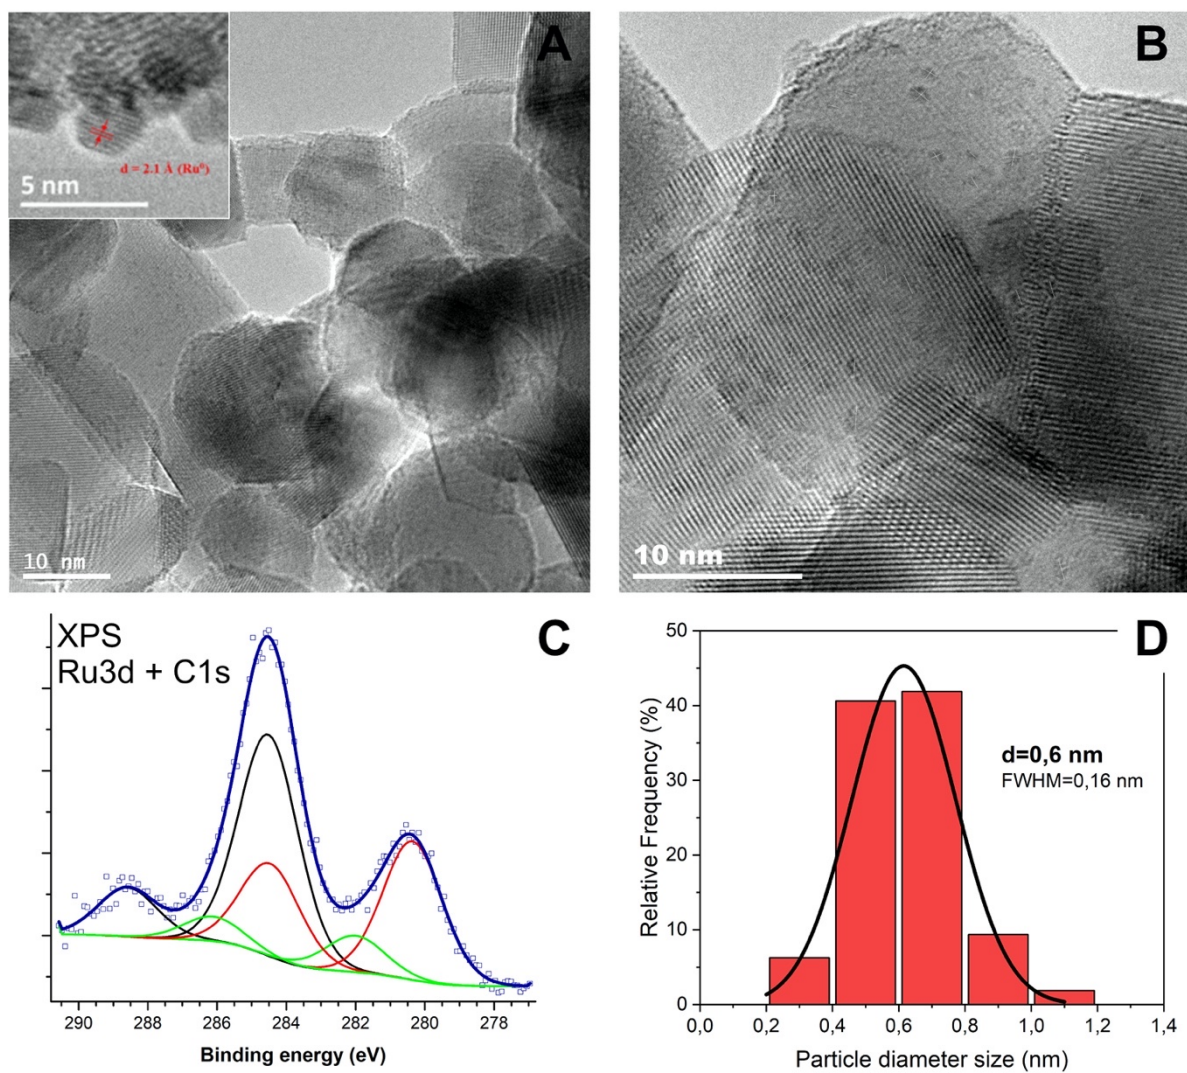 A
d = 2.1 Å (Ru⁰)
5 nm
10 nm
B
10 nm
XPS
Ru3d + C1s
C
290 288 286 284 282 280 278
Binding energy (eV)
D
50
40
30
20
10
0
Relative Frequency (%)
d=0,6 nm
FWHM=0,16 nm
0,0 0,2 0,4 0,6 0,8 1,0 1,2 1,4
Particle diameter size (nm)